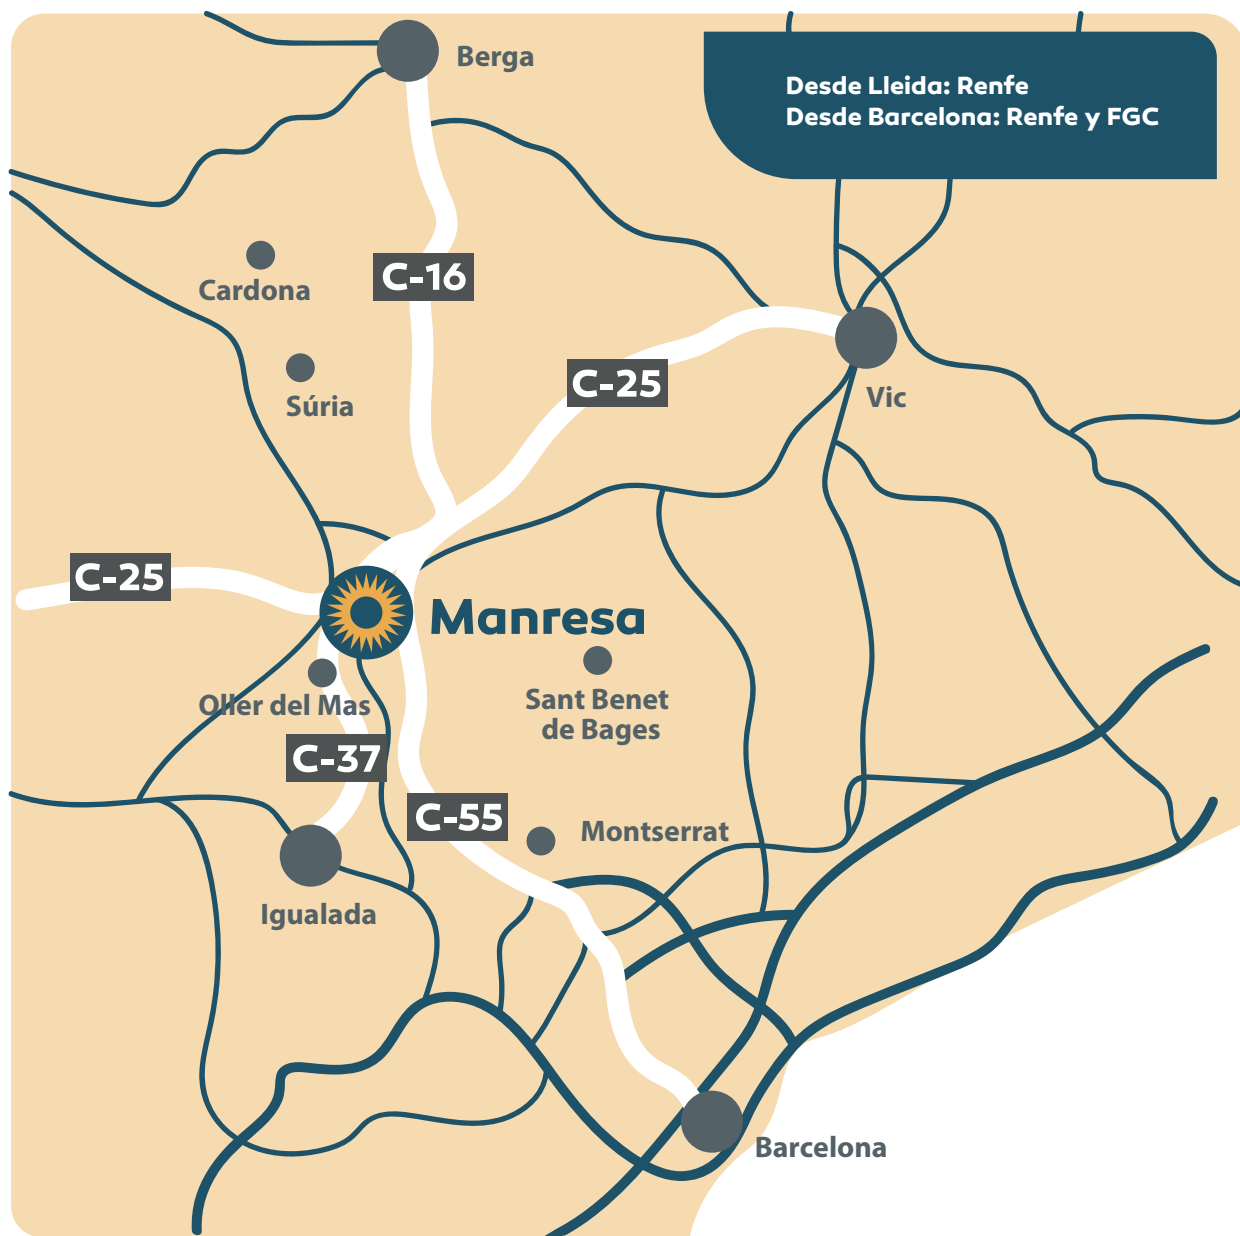 Berga
Desde Lleida: Renfe
Desde Barcelona: Renfe y FGC
Cardona
C-16
Súria
C-25
Vic
C-25
Manresa
Oller del Mas
Sant Benet
de Bages
C-37
C-55
Montserrat
Igualada
Barcelona